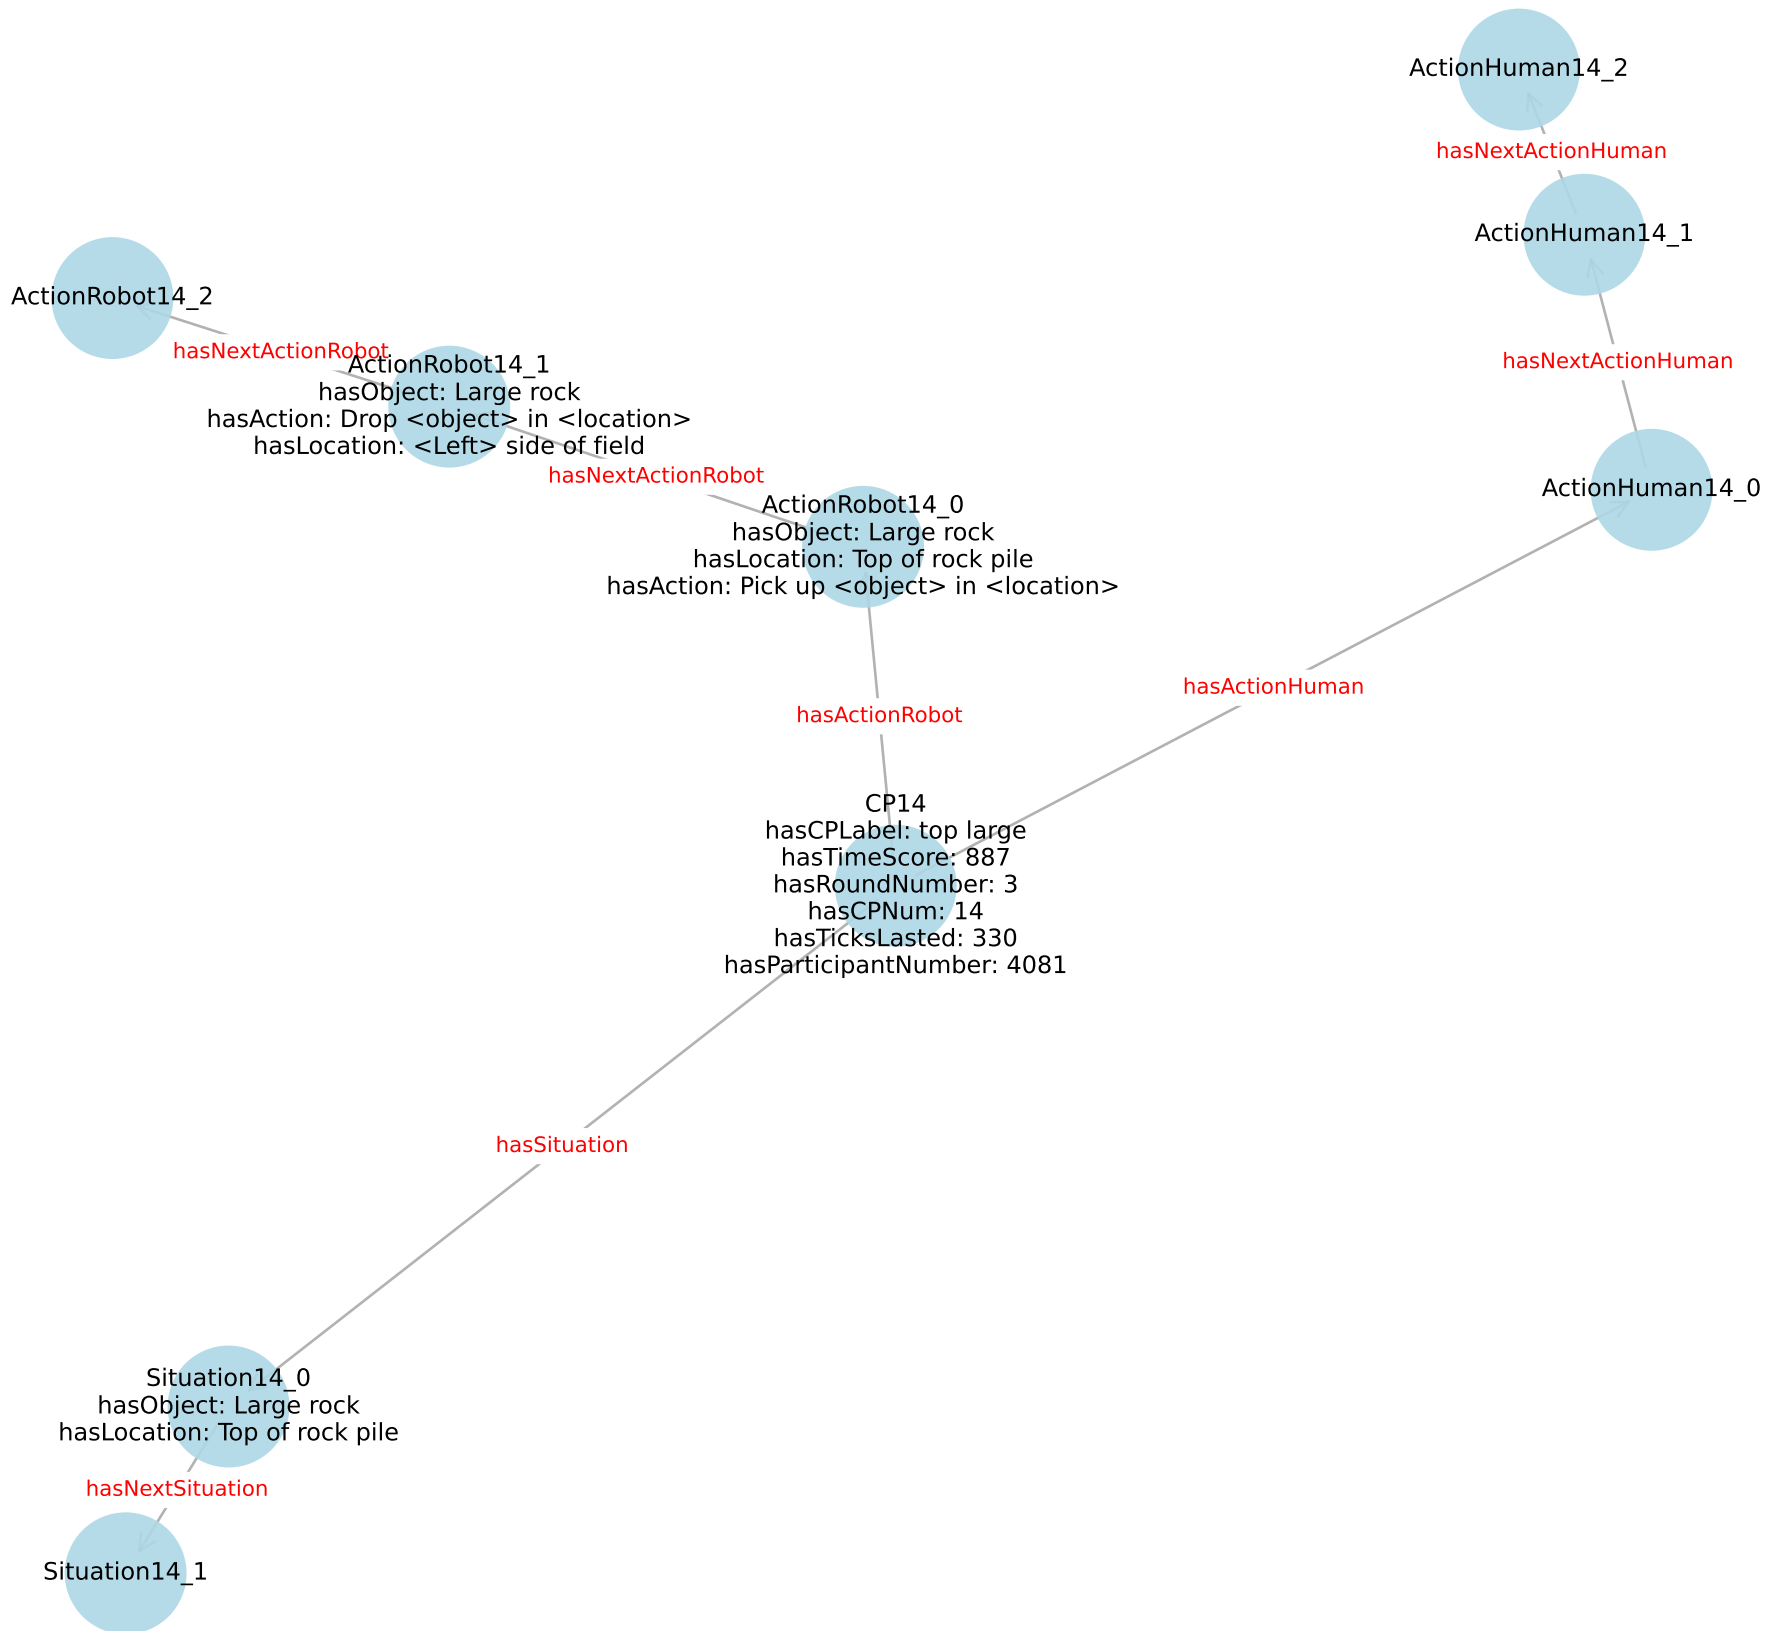 ActionHuman14_2
hasNextActionHuman
ActionHuman14_1
ActionRobot14_2
hasNextActionRobot
ActionRobot14_1
hasObject: Large rock
hasAction: Drop <object> in <location>
hasLocation: <Left> side of field
hasNextActionHuman
hasNextActionRobot
ActionHuman14_0
ActionRobot14_0
hasObject: Large rock
hasLocation: Top of rock pile
hasAction: Pick up <object> in <location>
hasActionHuman
hasActionRobot
CP14
hasCPLabel: top large
hasTimeScore: 887
hasRoundNumber: 3
hasCPNum: 14
hasTicksLasted: 330
hasParticipantNumber: 4081
hasSituation
Situation14_0
hasObject: Large rock
hasLocation: Top of rock pile
hasNextSituation
Situation14_1